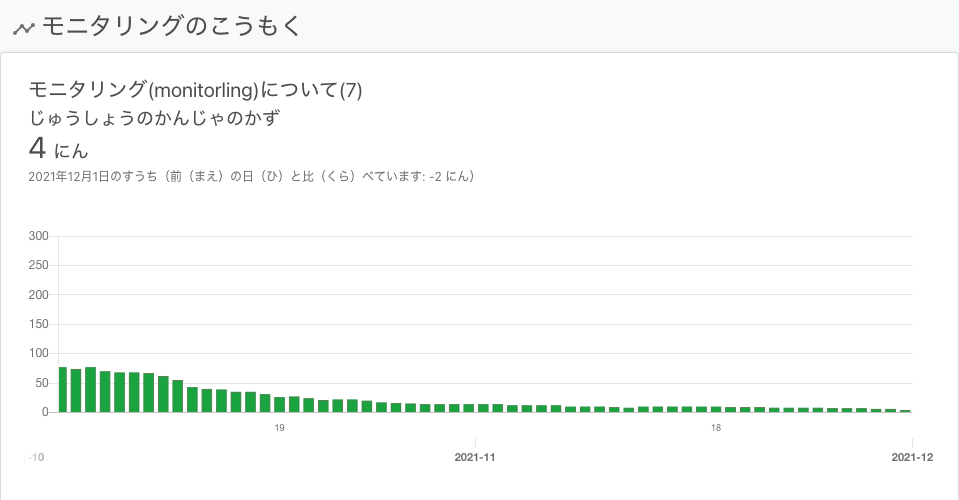 モニタリングのこうもく
モニタリング(monitorling)について(7)
じゅうしょうのかんじゃのかず
4 にん
2021年12月1日のすうち（前（まえ）の日（ひ）と比（くら）べています: -2 にん）
300
250
200
150
100
50
0
19
18
-10
2021-11
2021-12